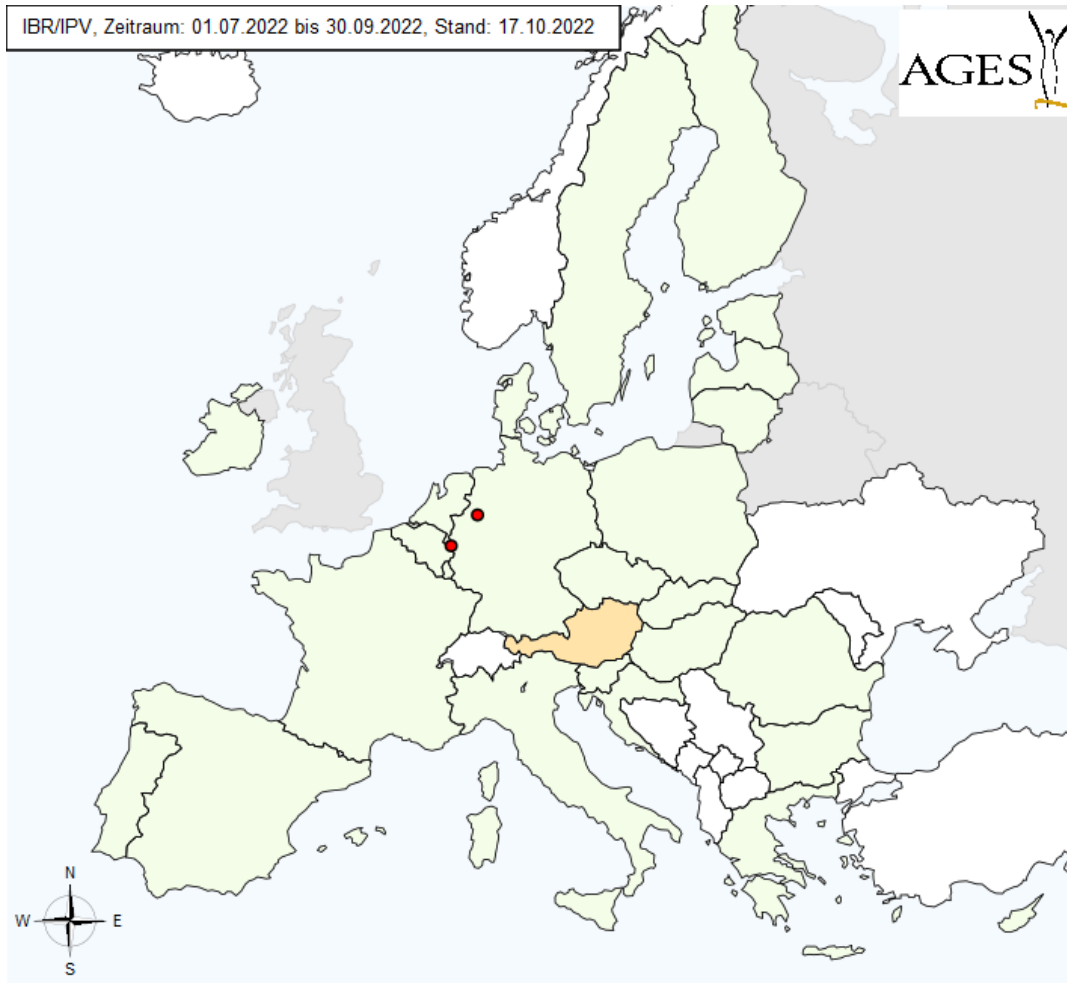 IBR/IPV, Zeitraum: 01.07.2022 bis 30.09.2022, Stand: 17.10.2022
AGES
N
W
E
S